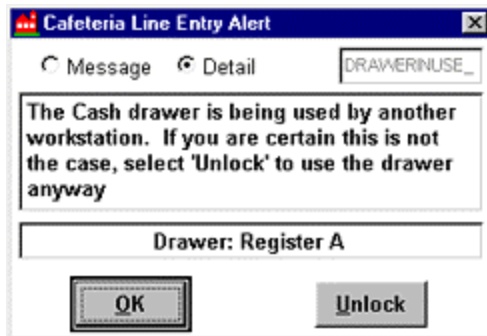 Cafeteria Line Entry Alert
Message Detail DRAWERINUSE_
The Cash drawer is being used by another
workstation. If you are certain this is not
the case, select 'Unlock' to use the drawer
anyway
Drawer: Register A
OK Unlock